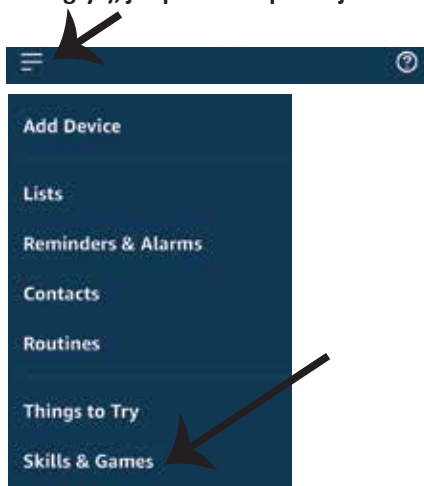 Add Device
Lists
Reminders & Alarms
Contacts
Routines
Things to Try
Skills & Games